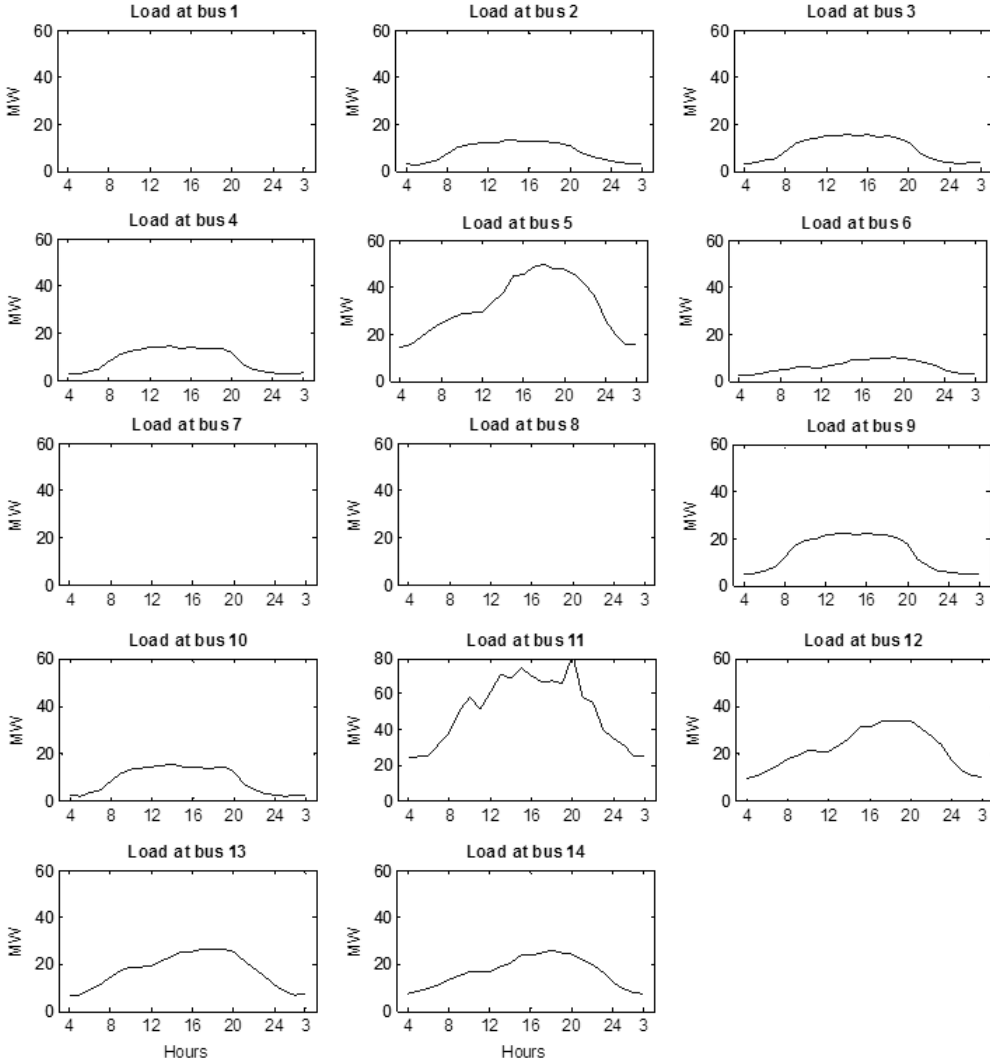 Load at bus 1
Load at bus 2
Load at bus 3
60
40
20
0
MW
4 8 12 16 20 24 3
60
40
20
0
MW
4 8 12 16 20 24 3
60
40
20
0
MW
4 8 12 16 20 24 3
Load at bus 4
Load at bus 5
Load at bus 6
60
40
20
0
MW
4 8 12 16 20 24 3
60
40
20
0
MW
4 8 12 16 20 24 3
60
40
20
0
MW
4 8 12 16 20 24 3
Load at bus 7
Load at bus 8
Load at bus 9
60
40
20
0
MW
4 8 12 16 20 24 3
60
40
20
0
MW
4 8 12 16 20 24 3
60
40
20
0
MW
4 8 12 16 20 24 3
Load at bus 10
Load at bus 11
Load at bus 12
60
40
20
0
MW
4 8 12 16 20 24 3
80
60
40
20
0
MW
4 8 12 16 20 24 3
60
40
20
0
MW
4 8 12 16 20 24 3
Load at bus 13
Load at bus 14
60
40
20
0
MW
4 8 12 16 20 24 3
Hours
60
40
20
0
MW
4 8 12 16 20 24 3
Hours